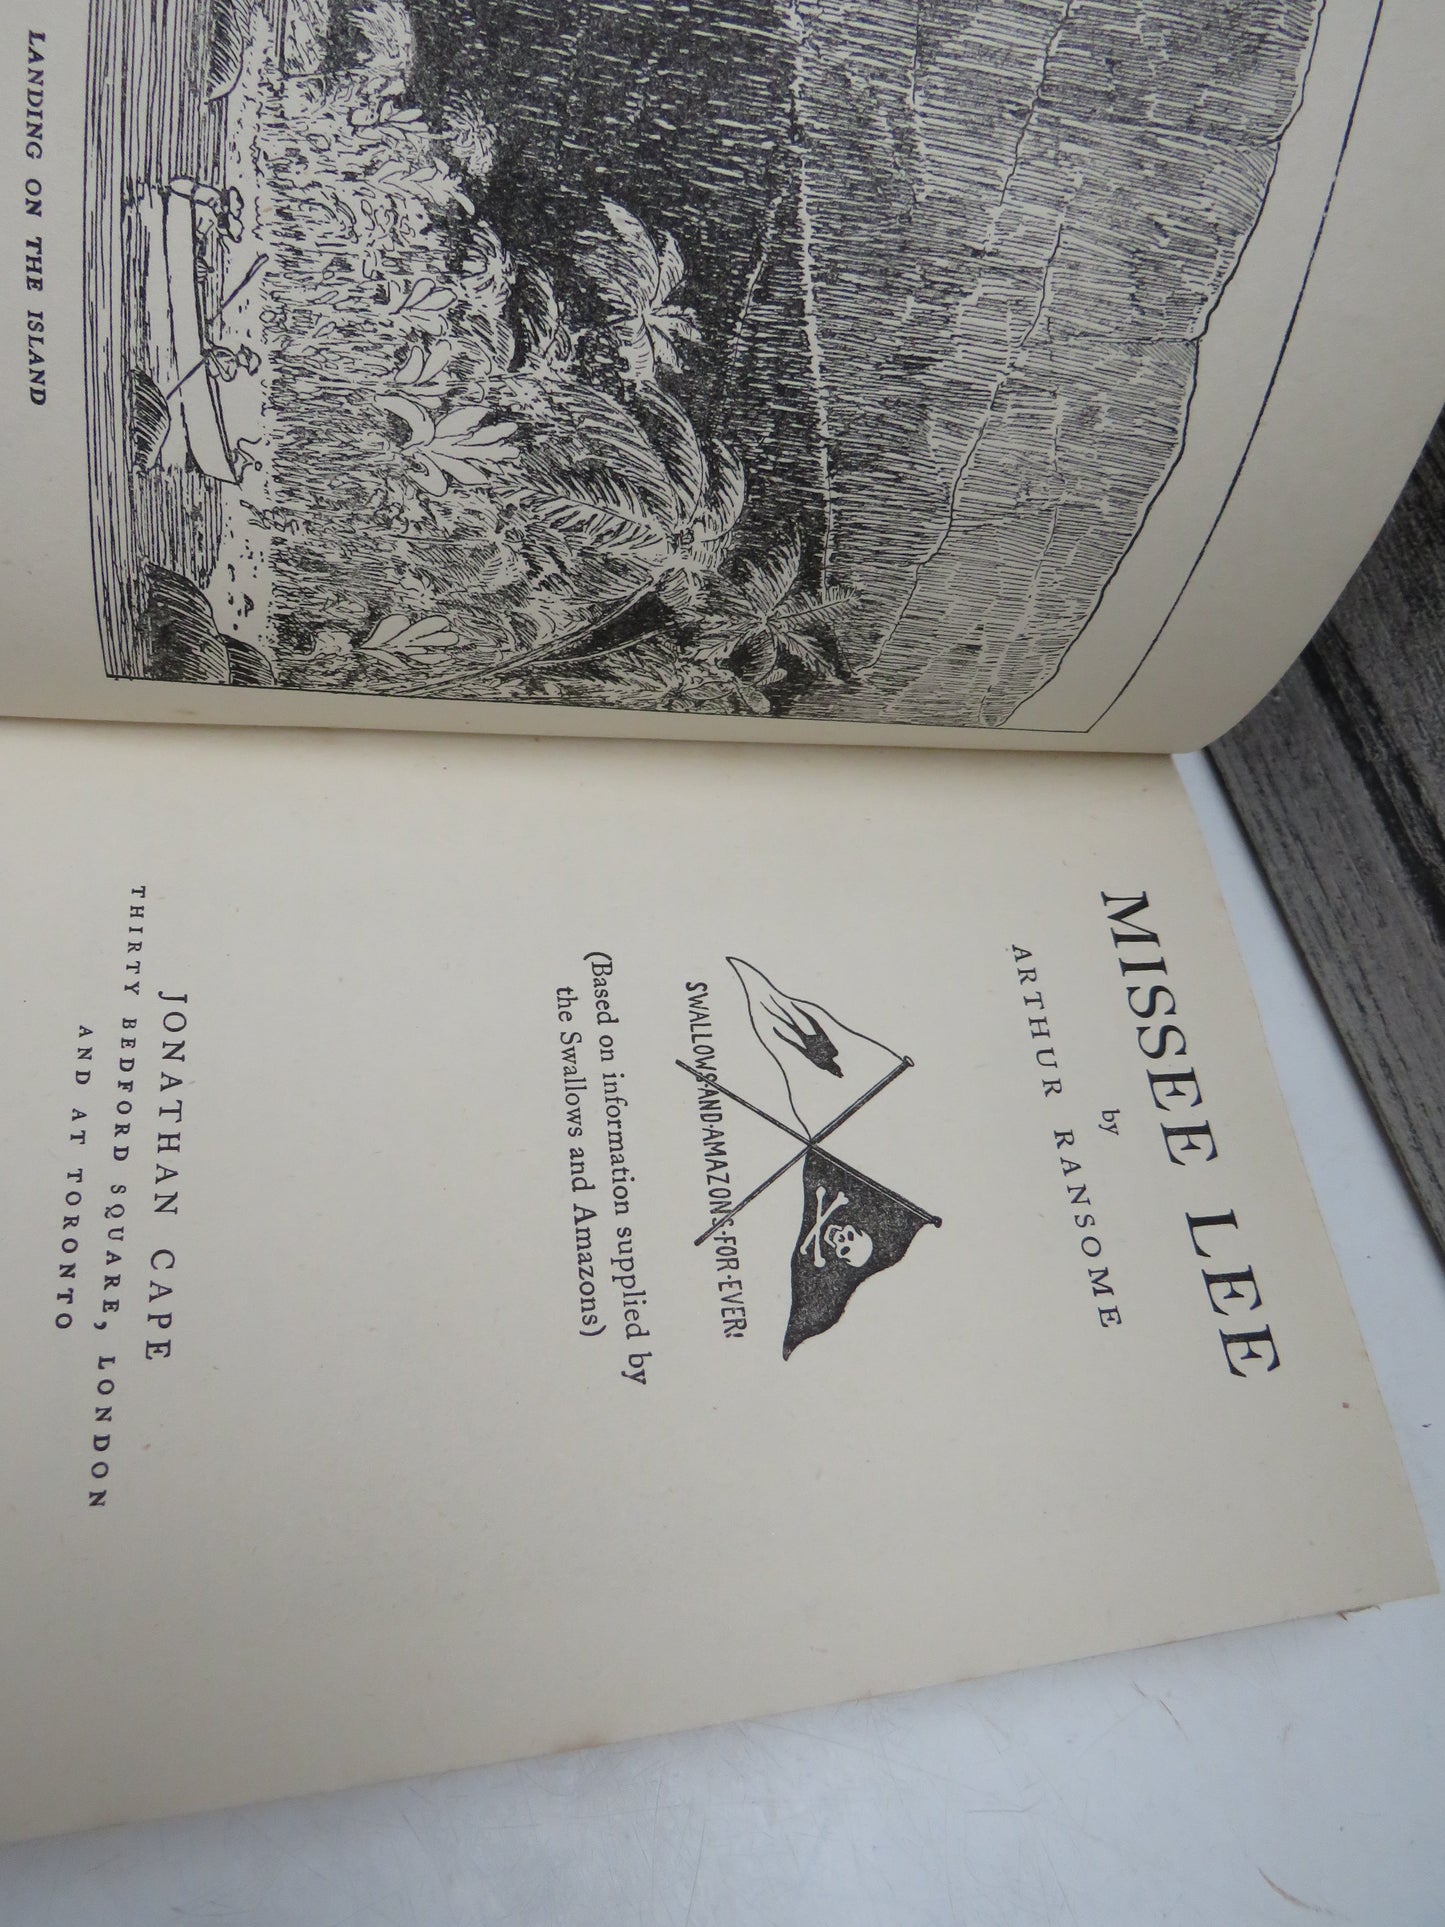 LANDING ON THE ISLAND
MISSEE LEE
by
ARTHUR RANSOME
SWALLOWS·AND·AMAZONS·FOR·EVER!
(Based on information supplied by
the Swallows and Amazons)
JONATHAN CAPE
THIRTY BEDFORD SQUARE, LONDON
AND AT TORONTO